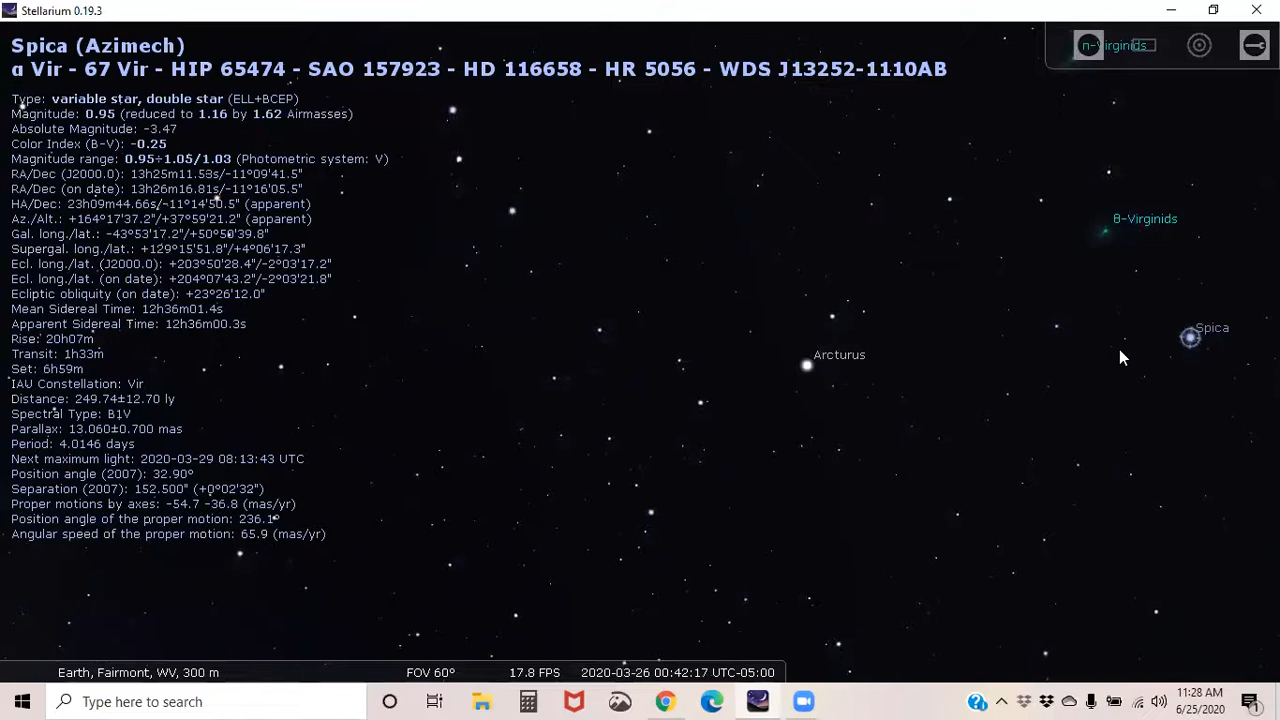 Stellarium 0.19.3
Spica (Azimech)
α Vir - 67 Vir - HIP 65474 - SAO 157923 - HD 116658 - HR 5056 - WDS J13252-1110AB
Type: variable star, double star (ELL+BCEP)
Magnitude: 0.95 (reduced to 1.16 by 1.62 Airmasses)
Absolute Magnitude: -3.47
Color Index (B-V): -0.25
Magnitude range: 0.95÷1.05/1.03 (Photometric system: V)
RA/Dec (J2000.0): 13h25m11.58s/-11°09'41.5"
RA/Dec (on date): 13h26m16.81s/-11°16'05.5"
HA/Dec: 23h09m44.66s/-11°14'50.5" (apparent)
Az./Alt.: +164°17'37.2"/+37°59'21.2" (apparent)
Gal. long./lat.: -43°53'17.2"/+50°50'39.8"
Supergal. long./lat.: +129°15'51.8"/+4°06'17.3"
Ecl. long./lat. (J2000.0): +203°50'28.4"/-2°03'17.2"
Ecl. long./lat. (on date): +204°07'43.2"/-2°03'21.8"
Ecliptic obliquity (on date): +23°26'12.0"
Mean Sidereal Time: 12h36m01.4s
Apparent Sidereal Time: 12h36m00.3s
Rise: 20h07m
Transit: 1h33m
Set: 6h59m
IAU Constellation: Vir
Distance: 249.74±12.70 ly
Spectral Type: B1V
Parallax: 13.060±0.700 mas
Period: 4.0146 days
Next maximum light: 2020-03-29 08:13:43 UTC
Position angle (2007): 32.90°
Separation (2007): 152.500" (+0°02'32")
Proper motions by axes: -54.7 -36.8 (mas/yr)
Position angle of the proper motion: 236.1°
Angular speed of the proper motion: 65.9 (mas/yr)
π-Virginids
θ-Virginids
Spica
Arcturus
Earth, Fairmont, WV, 300 m
FOV 60°
17.8 FPS
2020-03-26 00:42:17 UTC-05:00
Type here to search
11:28 AM
6/25/2020